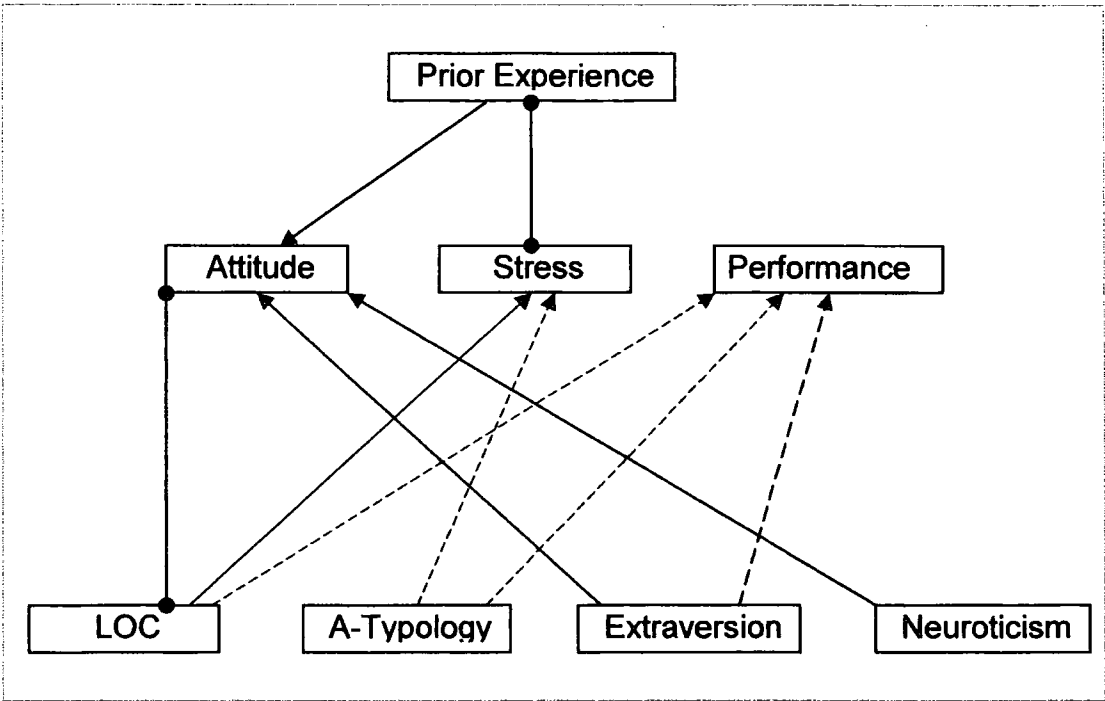 Prior Experience
Attitude
Stress
Performance
LOC
A-Typology
Extraversion
Neuroticism